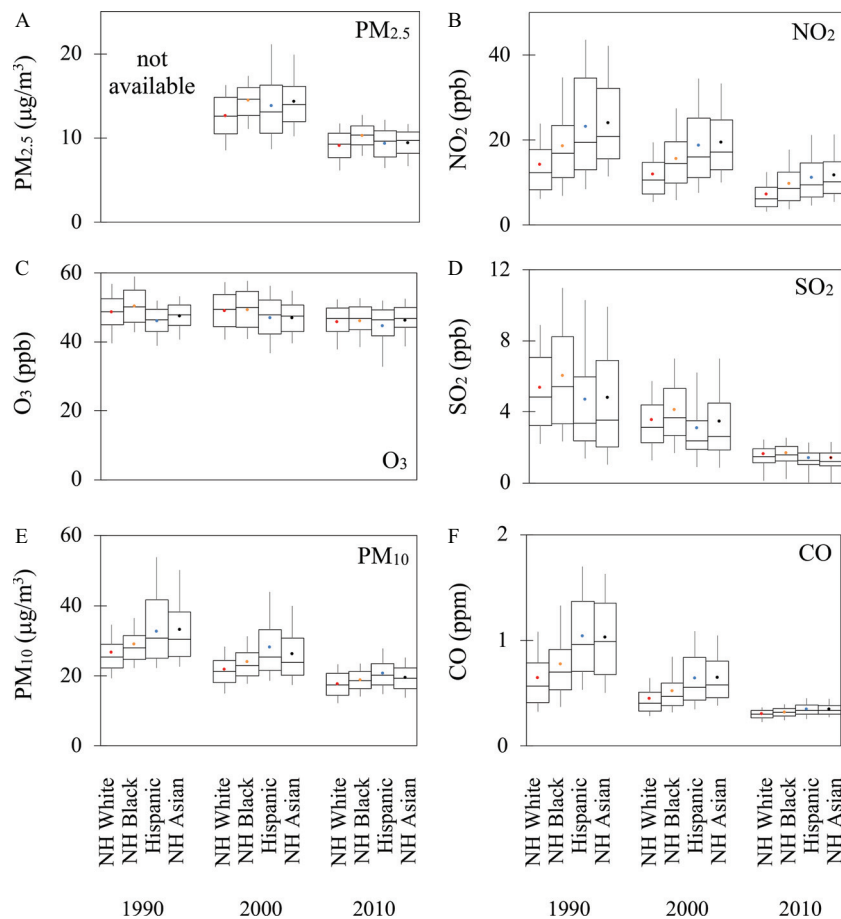 A
PM2.5
not
available
20
10
0
PM2.5 (μg/m³)
B
NO2
40
20
0
NO2 (ppb)
C
60
40
20
0
O3 (ppb)
O3
D
SO2
12
8
4
0
SO2 (ppb)
E
PM10
60
40
20
0
PM10 (μg/m³)
F
CO
2
1
0
CO (ppm)
NH White
NH Black
Hispanic
NH Asian
NH White
NH Black
Hispanic
NH Asian
NH White
NH Black
Hispanic
NH Asian
1990
2000
2010
NH White
NH Black
Hispanic
NH Asian
NH White
NH Black
Hispanic
NH Asian
NH White
NH Black
Hispanic
NH Asian
1990
2000
2010